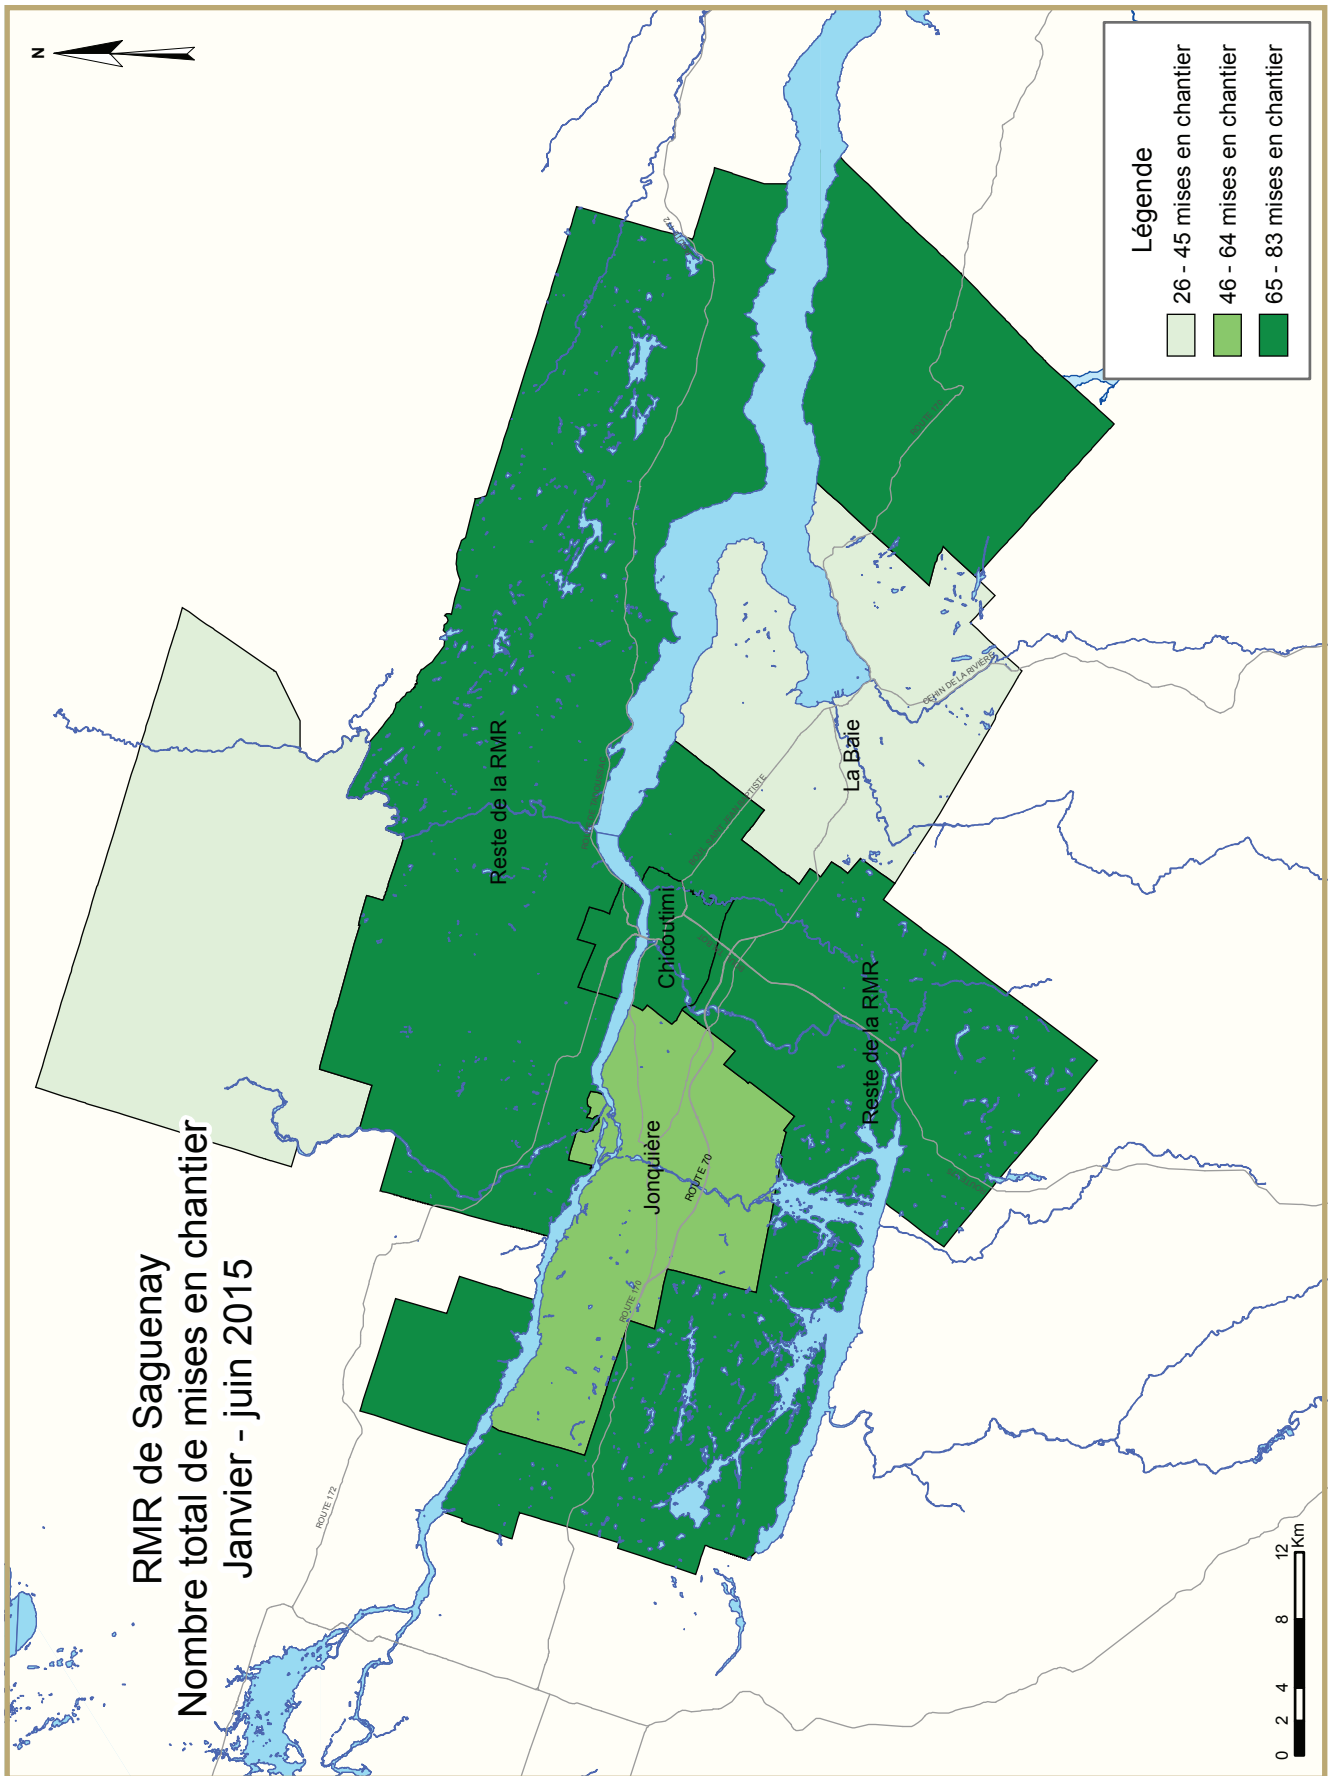 RMR de Saguenay
Nombre total de mises en chantier
Janvier - juin 2015
N
ROUTE 172
Reste de la RMR
Chicoutimi
Jonquière
ROUTE 70
ROUTE 170
La Baie
Reste de la RMR
Légende
26 - 45 mises en chantier
46 - 64 mises en chantier
65 - 83 mises en chantier
0 2 4 8 12
Km